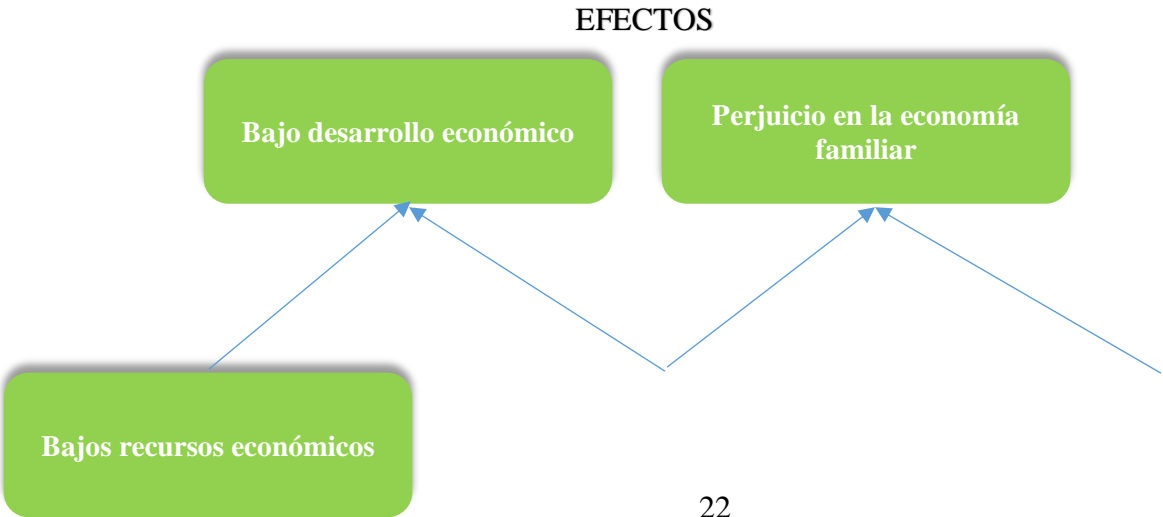 EFECTOS
Bajo desarrollo económico
Perjuicio en la economía
familiar
Bajos recursos económicos
22